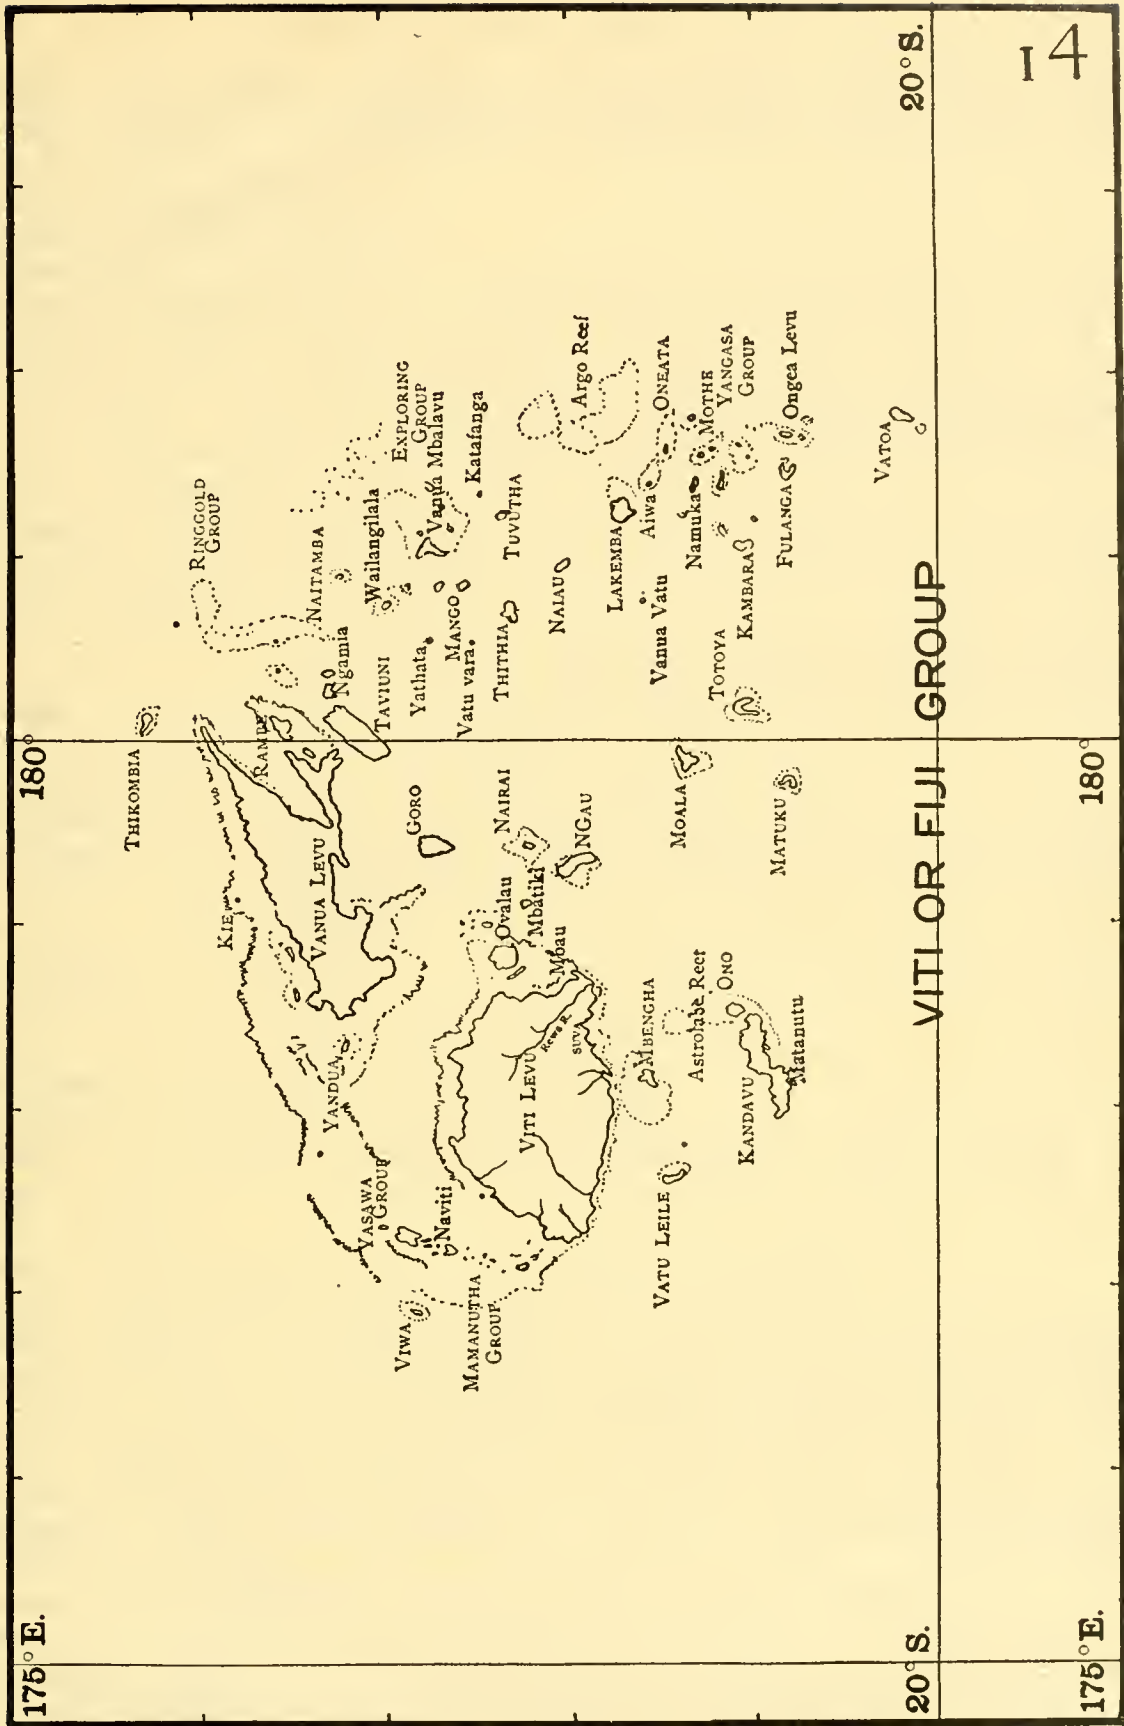 175° E.
180°
THIKOMBIA
RINGGOLD
GROUP
KIE
RAMBE
NAITAMBA
VANUA LEVU
Ngamia
Wailangilala
EXPLORING
GROUP
YANDUA
TAVIUNI
Vanua Mbalavu
YASAWA
GROUP
GORO
Yathata
MANGO
Katafanga
VIWA
Naviti
Vatu vara
MAMANUTHA
GROUP
Ovalau
NAIRAI
THITHIA
TUVUTHA
Mbatiki
VITI LEVU
Rewa R.
SUVA
Mbau
NGAU
NAIAU
Argo Reef
LAKEMBA
MBENGHA
Aiwa
ONEATA
VATU LEILE
Vanua Vatu
Astrolabe Reef
MOALA
Namuka
MOTHE
ONO
TOTOYA
YANGASA
GROUP
KANDAVU
KAMBARA
Matanutu
MATUKU
FULANGA
Ongea Levu
VATOA
20° S.
VITI OR FIJI GROUP
20° S.
175° E.
180°
14